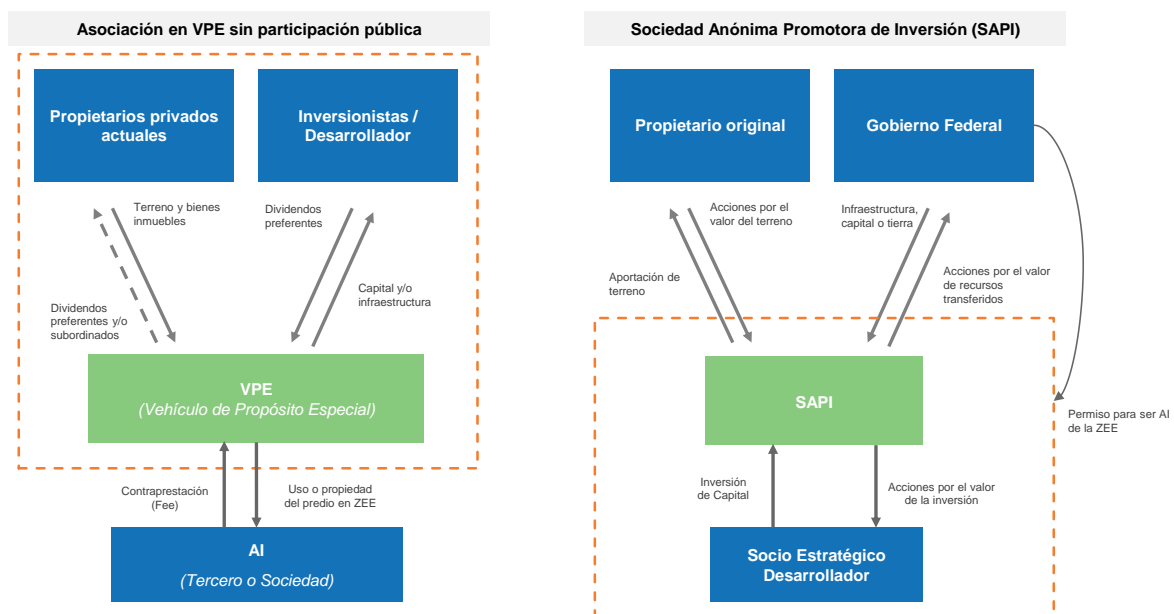 Asociación en VPE sin participación pública
Propietarios privados
actuales
Inversionistas /
Desarrollador
Terreno y bienes
inmuebles
Dividendos
preferentes
Dividendos
preferentes y/o
subordinados
Capital y/o
infraestructura
VPE
(Vehículo de Propósito Especial)
Contraprestación
(Fee)
Uso o propiedad
del predio en ZEE
AI
(Tercero o Sociedad)
Sociedad Anónima Promotora de Inversión (SAPI)
Propietario original
Gobierno Federal
Acciones por el
valor del terreno
Infraestructura,
capital o tierra
Aportación de
terreno
Acciones por el valor
de recursos
transferidos
SAPI
Permiso para ser AI
de la ZEE
Inversión
de Capital
Acciones por el valor
de la inversión
Socio Estratégico
Desarrollador